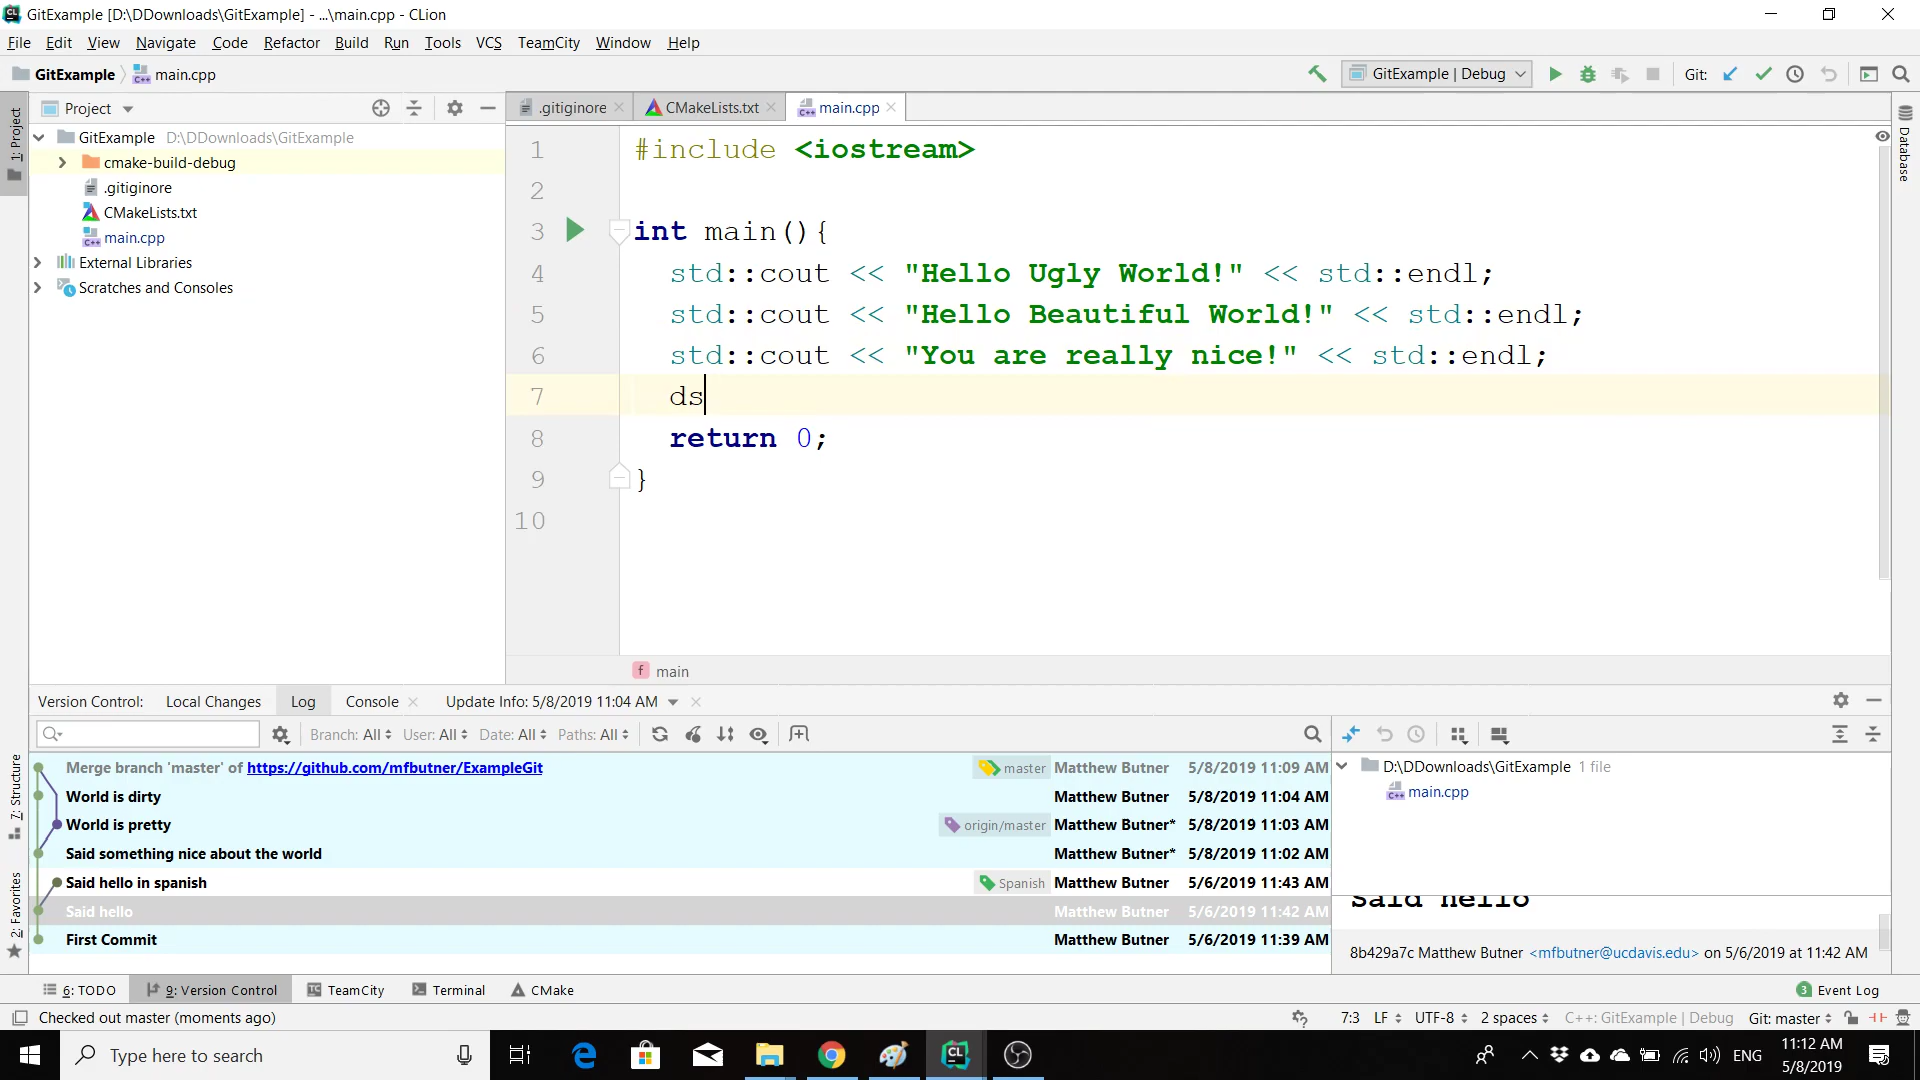 GitExample [D:\DDownloads\GitExample] - ...\main.cpp - CLion
File Edit View Navigate Code Refactor Build Run Tools VCS TeamCity Window Help
GitExample main.cpp GitExample | Debug Git:
1: Project
Project
.gitiginore CMakeLists.txt main.cpp
Database
GitExample D:\DDownloads\GitExample
cmake-build-debug
.gitiginore
CMakeLists.txt
main.cpp
External Libraries
Scratches and Consoles
1 #include <iostream>
2
3 int main(){
4 std::cout << "Hello Ugly World!" << std::endl;
5 std::cout << "Hello Beautiful World!" << std::endl;
6 std::cout << "You are really nice!" << std::endl;
7 ds
8 return 0;
9 }
10
f main
Version Control: Local Changes Log Console Update Info: 5/8/2019 11:04 AM
Branch: All User: All Date: All Paths: All
Merge branch 'master' of https://github.com/mfbutner/ExampleGit master Matthew Butner 5/8/2019 11:09 AM
World is dirty Matthew Butner 5/8/2019 11:04 AM
World is pretty origin/master Matthew Butner* 5/8/2019 11:03 AM
Said something nice about the world Matthew Butner* 5/8/2019 11:02 AM
Said hello in spanish Spanish Matthew Butner 5/6/2019 11:43 AM
Said hello Matthew Butner 5/6/2019 11:42 AM
First Commit Matthew Butner 5/6/2019 11:39 AM
D:\DDownloads\GitExample 1 file
main.cpp
Said hello
8b429a7c Matthew Butner <mfbutner@ucdavis.edu> on 5/6/2019 at 11:42 AM
7: Structure
2: Favorites
6: TODO 9: Version Control TeamCity Terminal CMake 3 Event Log
Checked out master (moments ago) 7:3 LF UTF-8 2 spaces C++: GitExample | Debug Git: master
Type here to search CL ENG 11:12 AM
5/8/2019